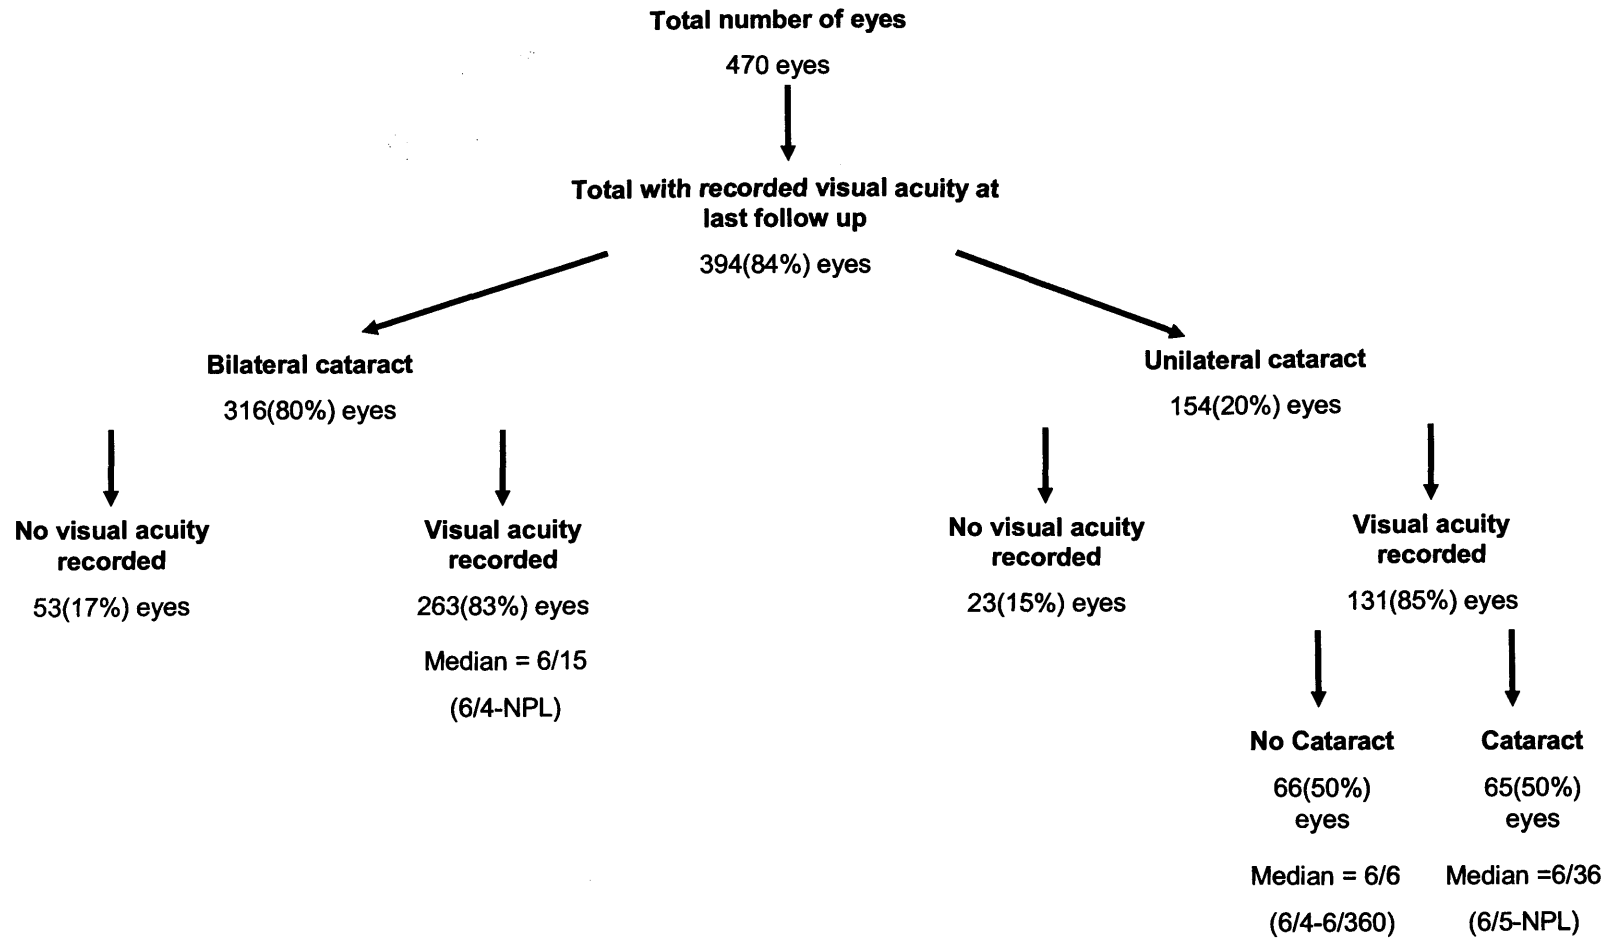 Total number of eyes
470 eyes
Total with recorded visual acuity at
last follow up
394(84%) eyes
Bilateral cataract
316(80%) eyes
No visual acuity
recorded
53(17%) eyes
Visual acuity
recorded
263(83%) eyes
Median = 6/15
(6/4-NPL)
Unilateral cataract
154(20%) eyes
No visual acuity
recorded
23(15%) eyes
Visual acuity
recorded
131(85%) eyes
No Cataract
66(50%)
eyes
Median = 6/6
(6/4-6/360)
Cataract
65(50%)
eyes
Median =6/36
(6/5-NPL)